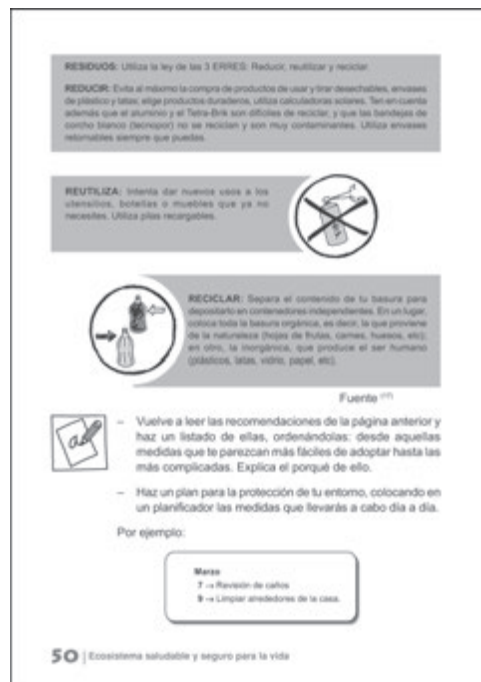 RESIDUOS: Utiliza la ley de las 3 ERRES: Reducir, reutilizar y reciclar.
REDUCIR: Evita al máximo la compra de productos de usar y tirar desechables, envases
de plástico y latas; elige productos duraderos, utiliza calculadoras solares. Ten en cuenta
además que el aluminio y el Tetra-Brik son difíciles de reciclar, y que las bandejas de
corcho blanco (tecnopor) no se reciclan y son muy contaminantes. Utiliza envases
retornables siempre que puedas.
REUTILIZA: Intenta dar nuevos usos a los
utensilios, botellas o muebles que ya no
necesites. Utiliza pilas recargables.
RECICLAR: Separa el contenido de tu basura para
depositarlo en contenedores independientes. En un lugar,
coloca toda la basura orgánica, es decir, la que proviene
de la naturaleza (hojas de frutas, carnes, huesos, etc);
en otro, la inorgánica, que produce el ser humano
(plásticos, latas, vidrio, papel, etc).
Fuente
– Vuelve a leer las recomendaciones de la página anterior y
haz un listado de ellas, ordenándolas: desde aquellas
medidas que te parezcan más fáciles de adoptar hasta las
más complicadas. Explica el porqué de ello.
– Haz un plan para la protección de tu entorno, colocando en
un planificador las medidas que llevarás a cabo día a día.
Por ejemplo:
Marzo
7 → Revisión de caños
9 → Limpiar alrededores de la casa.
50 | Ecosistema saludable y seguro para la vida